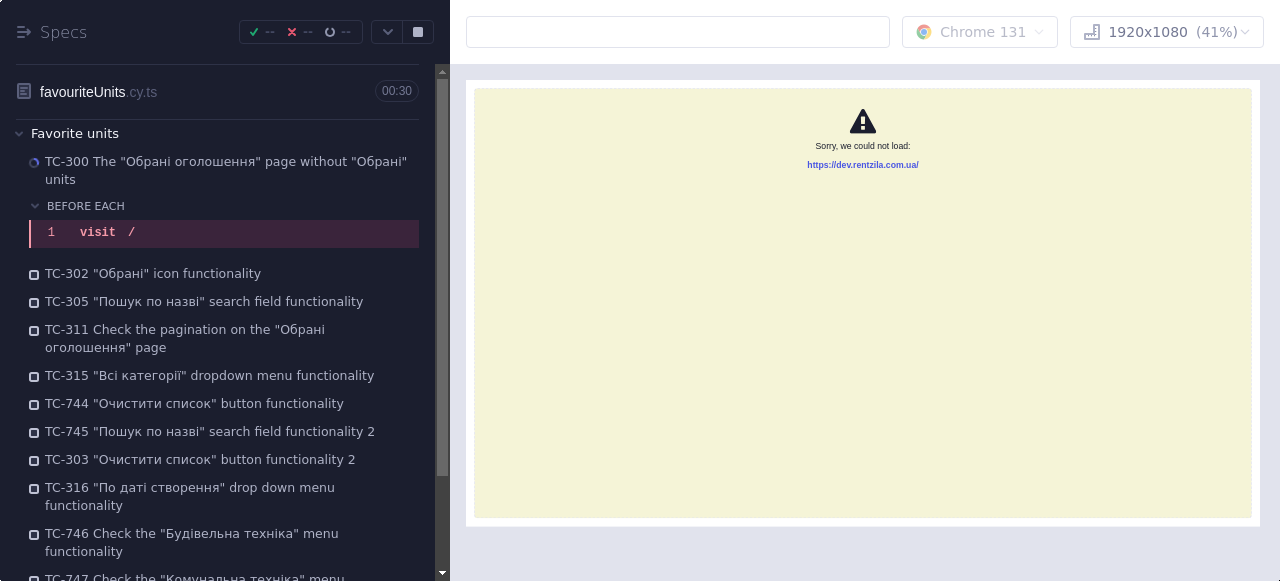 Specs
--
--
--
Chrome 131
1920x1080 (41%)
favouriteUnits.cy.ts
00:30
Favorite units
TC-300 The "Обрані оголошення" page without "Обрані"
units
BEFORE EACH
1 visit /
TC-302 "Обрані" icon functionality
TC-305 "Пошук по назві" search field functionality
TC-311 Check the pagination on the "Обрані
оголошення" page
TC-315 "Всі категорії" dropdown menu functionality
TC-744 "Очистити список" button functionality
TC-745 "Пошук по назві" search field functionality 2
TC-303 "Очистити список" button functionality 2
TC-316 "По даті створення" drop down menu
functionality
TC-746 Check the "Будівельна техніка" menu
functionality
TC-747 Check the "Комунальна техніка" menu
Sorry, we could not load:
https://dev.rentzila.com.ua/